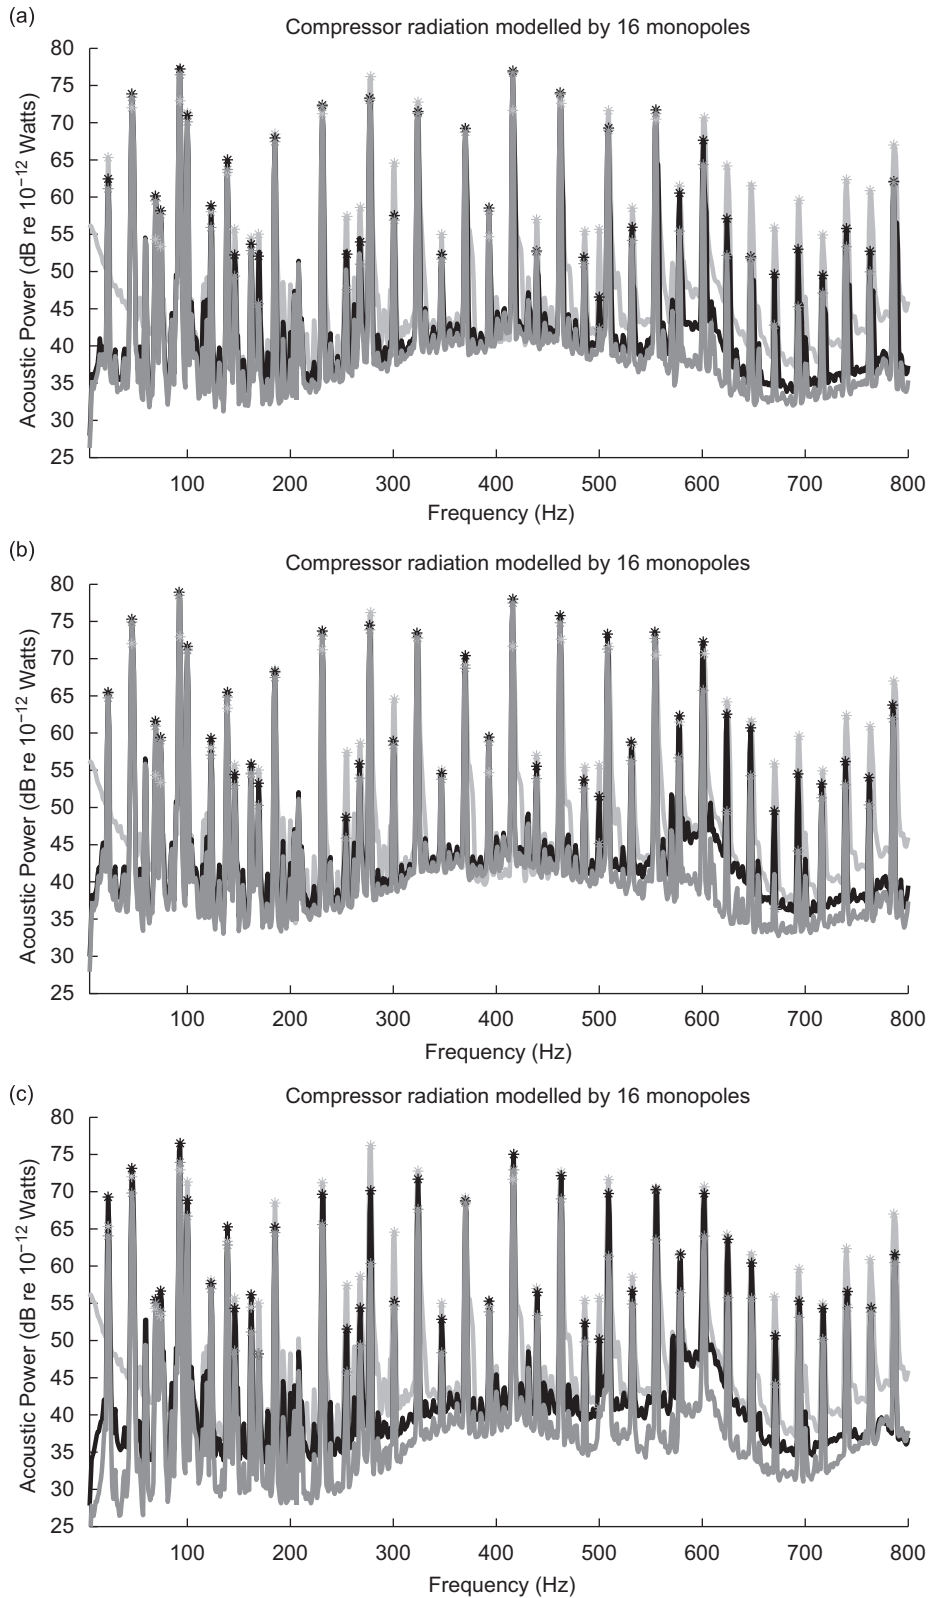 (a)
Compressor radiation modelled by 16 monopoles
80
75
70
65
60
55
50
45
40
35
30
25
Acoustic Power (dB re 10⁻¹² Watts)
100 200 300 400 500 600 700 800
Frequency (Hz)
(b)
Compressor radiation modelled by 16 monopoles
80
75
70
65
60
55
50
45
40
35
30
25
Acoustic Power (dB re 10⁻¹² Watts)
100 200 300 400 500 600 700 800
Frequency (Hz)
(c)
Compressor radiation modelled by 16 monopoles
80
75
70
65
60
55
50
45
40
35
30
25
Acoustic Power (dB re 10⁻¹² Watts)
100 200 300 400 500 600 700 800
Frequency (Hz)